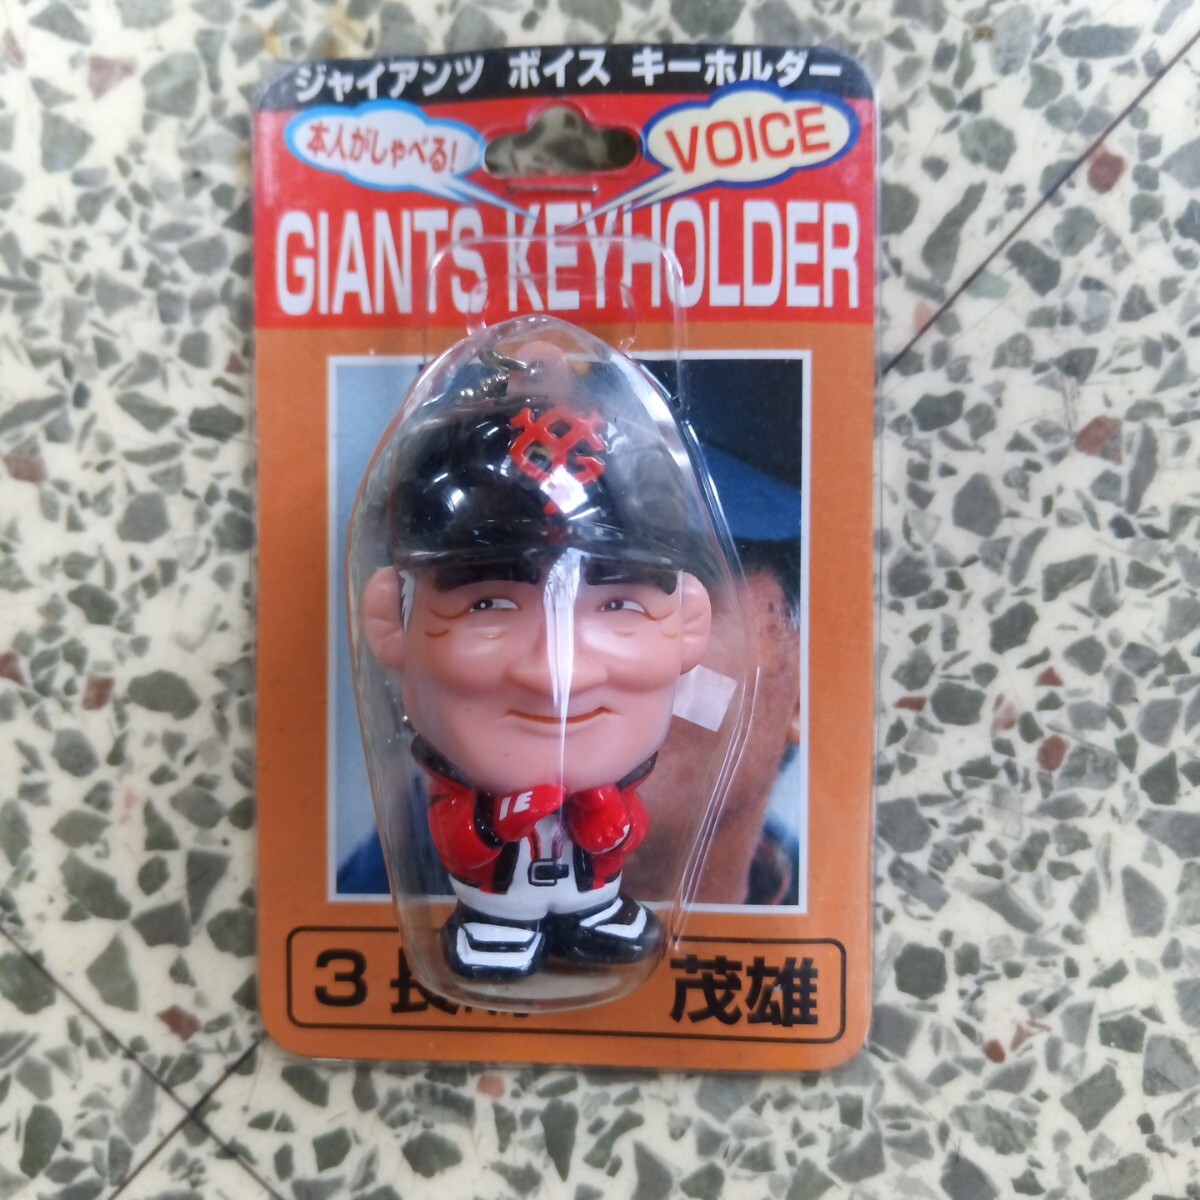 ジャイアンツ ボイス キーホルダー
本人がしゃべる!
VOICE
GIANTS KEYHOLDER
3 長 茂雄